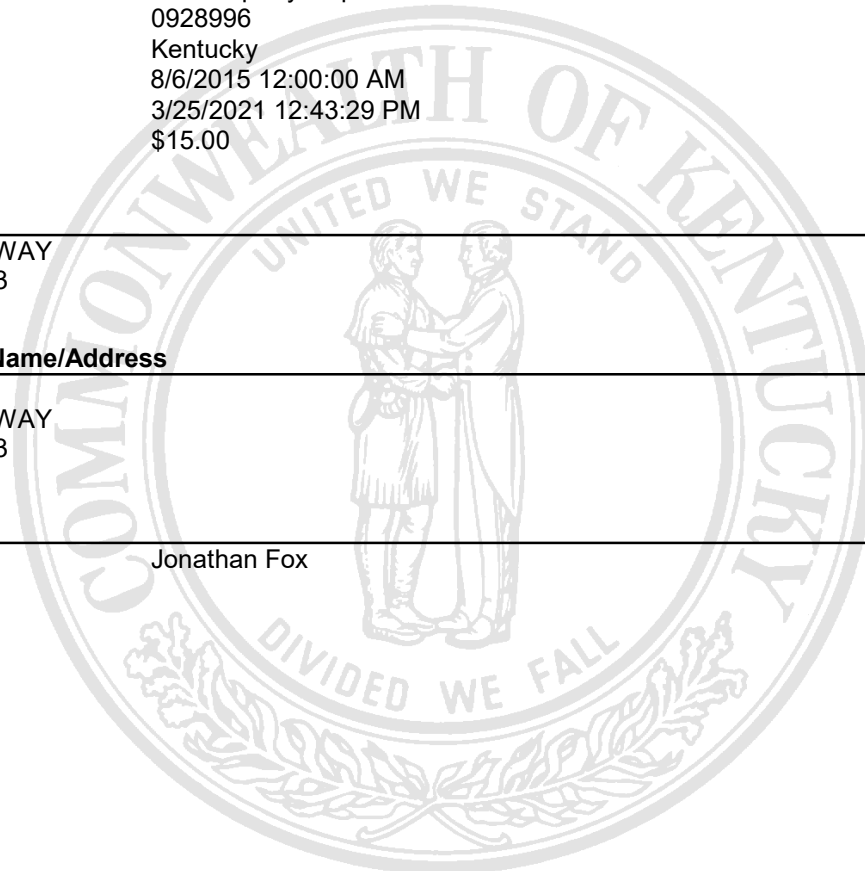 0928996
Kentucky
8/6/2015 12:00:00 AM
3/25/2021 12:43:29 PM
$15.00
COMMONWEALTH OF KENTUCKY
UNITED WE STAND
WAY
3
Name/Address
WAY
3
Jonathan Fox
DIVIDED WE FALL